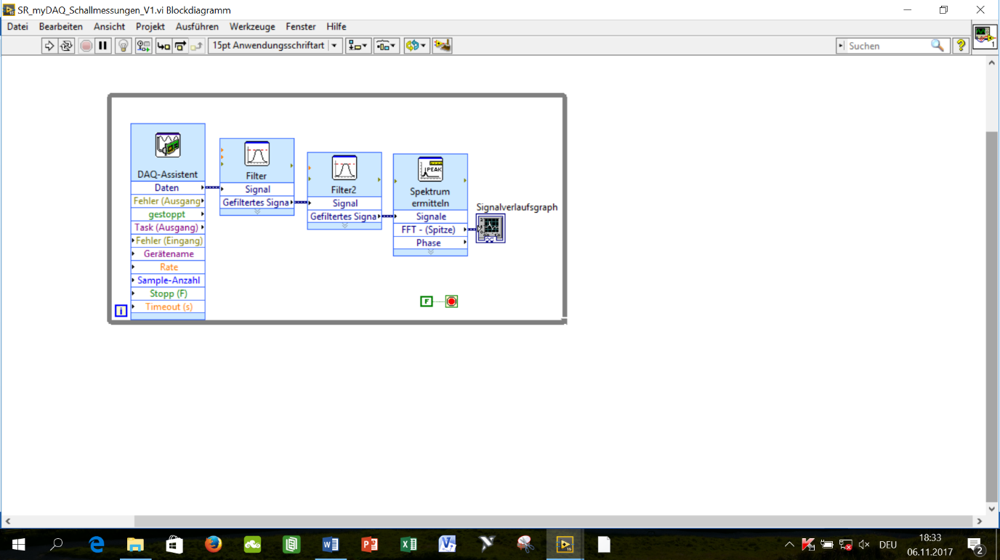 SR_myDAQ_Schallmessungen_V1.vi Blockdiagramm
Datei Bearbeiten Ansicht Projekt Ausführen Werkzeuge Fenster Hilfe
15pt Anwendungsschriftart
Suchen
DAQ-Assistent
Daten
Fehler (Ausgang
gestoppt
Task (Ausgang)
Fehler (Eingang)
Gerätename
Rate
Sample-Anzahl
Stopp (F)
Timeout (s)
Filter
Signal
Gefiltertes Signa
Filter2
Signal
Gefiltertes Signa
PEAK
Spektrum
ermitteln
Signale
FFT - (Spitze)
Phase
Signalverlaufsgraph
i
F
DEU
18:33
06.11.2017
2